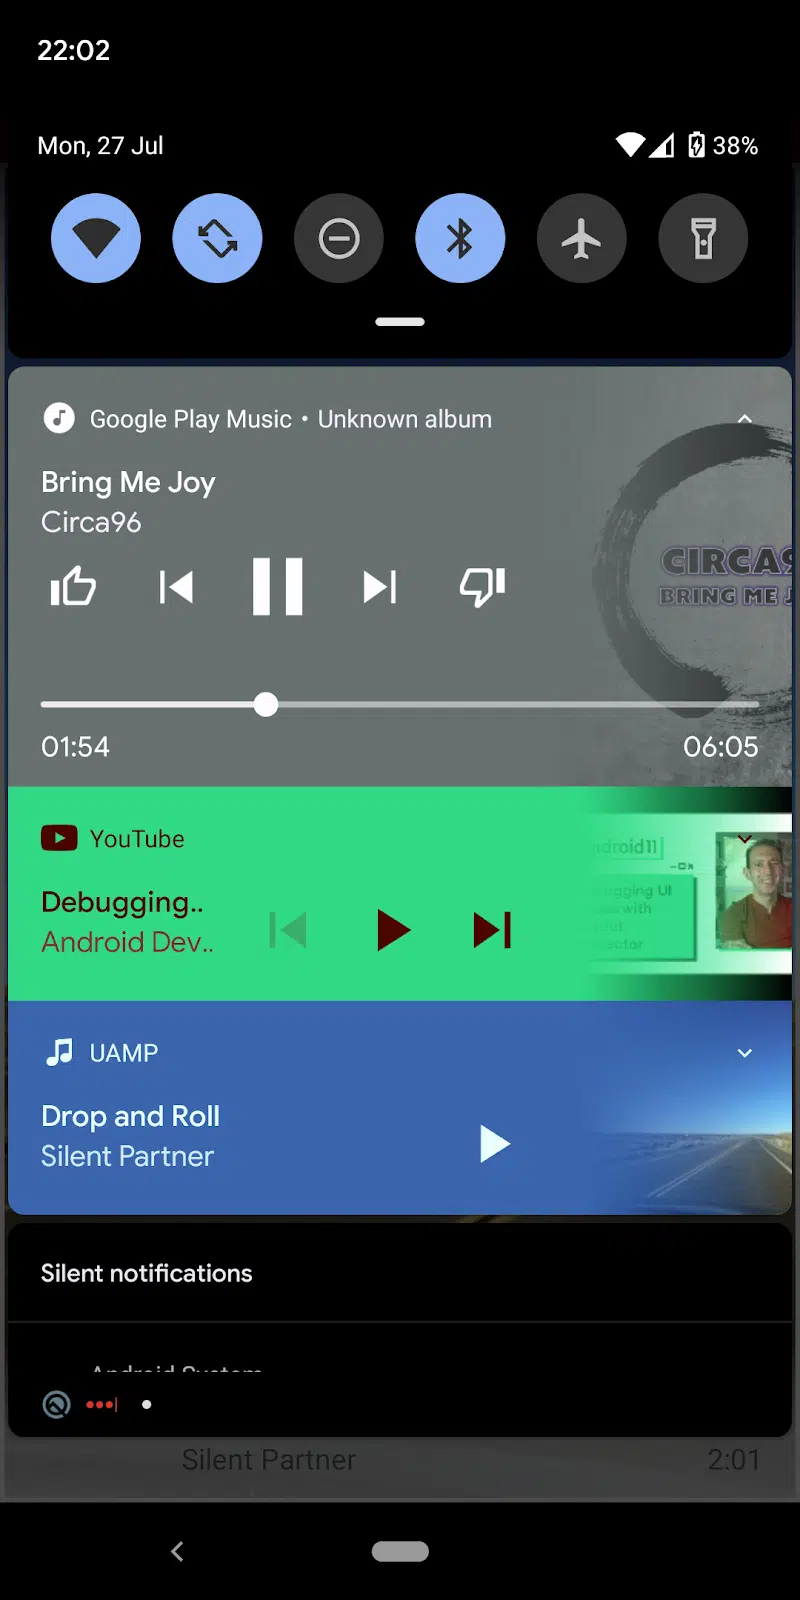 22:02
Mon, 27 Jul
38%
Google Play Music • Unknown album
Bring Me Joy
Circa96
CIRCA9
BRING ME J
01:54
06:05
YouTube
ndroid11
Debugging..
ugging UI
with
Android Dev..
UAMP
Drop and Roll
Silent Partner
Silent notifications
Android System
Silent Partner
2:01